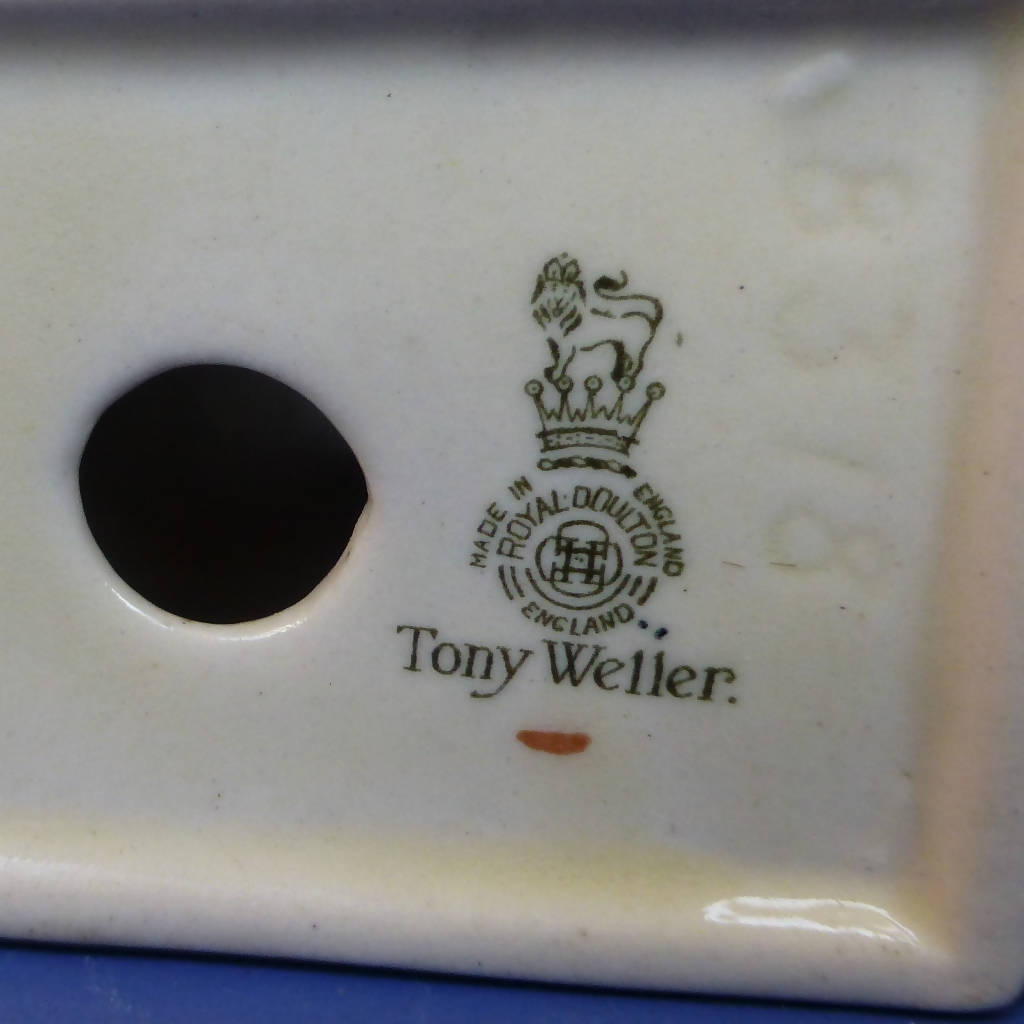 MADE IN ENGLAND
ROYAL DOULTON
ENGLAND
Tony Weller.